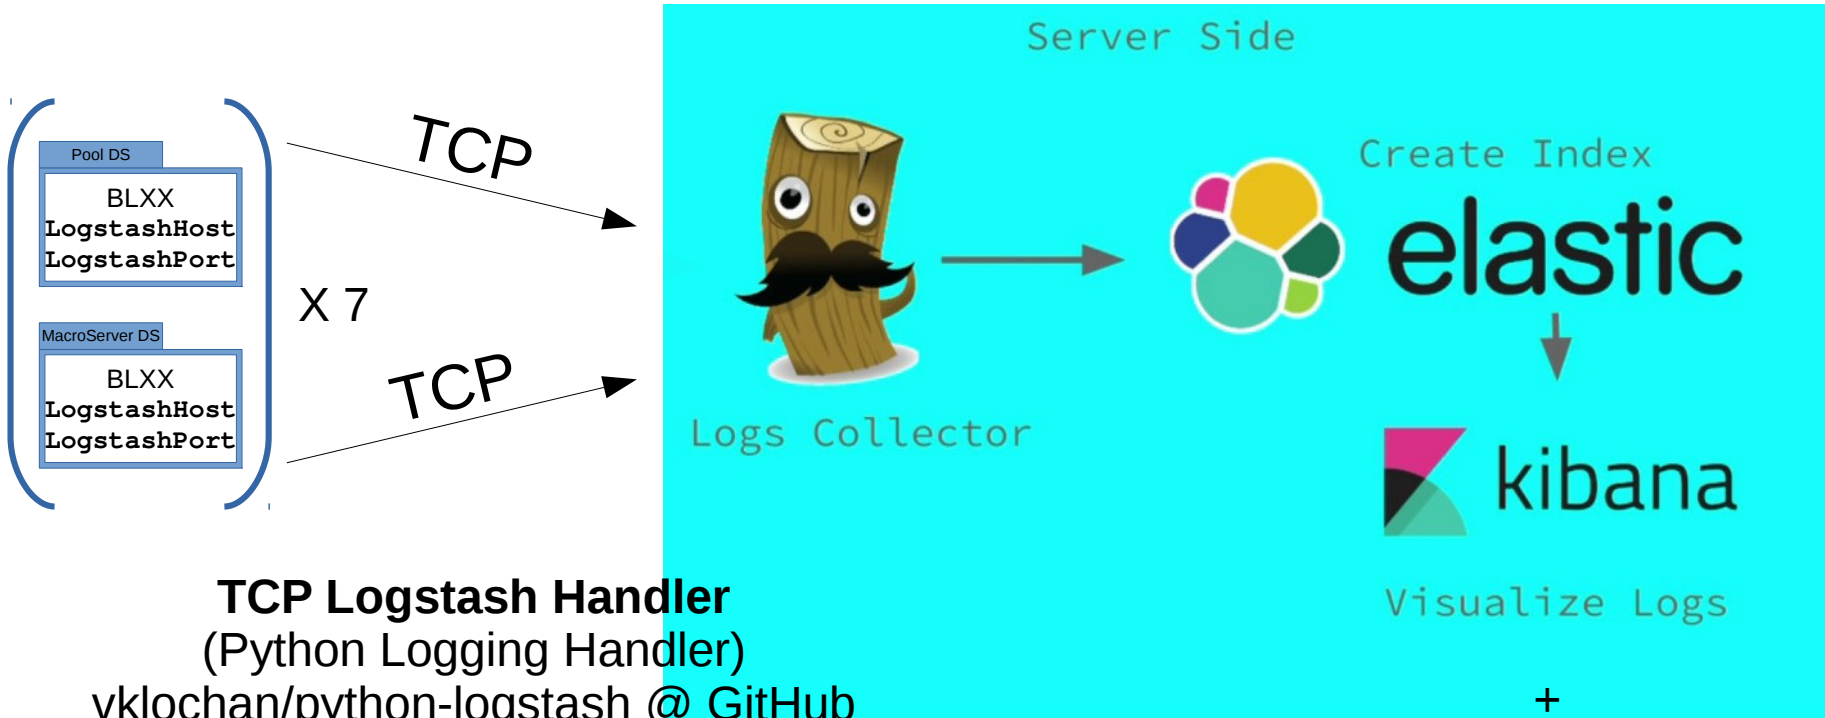 Server Side
TCP
Pool DS
BLXX
LogstashHost
LogstashPort
X 7
MacroServer DS
BLXX
LogstashHost
LogstashPort
TCP
Logs Collector
Create Index
elastic
kibana
Visualize Logs
TCP Logstash Handler
(Python Logging Handler)
vklochan/python-logstash @ GitHub
+